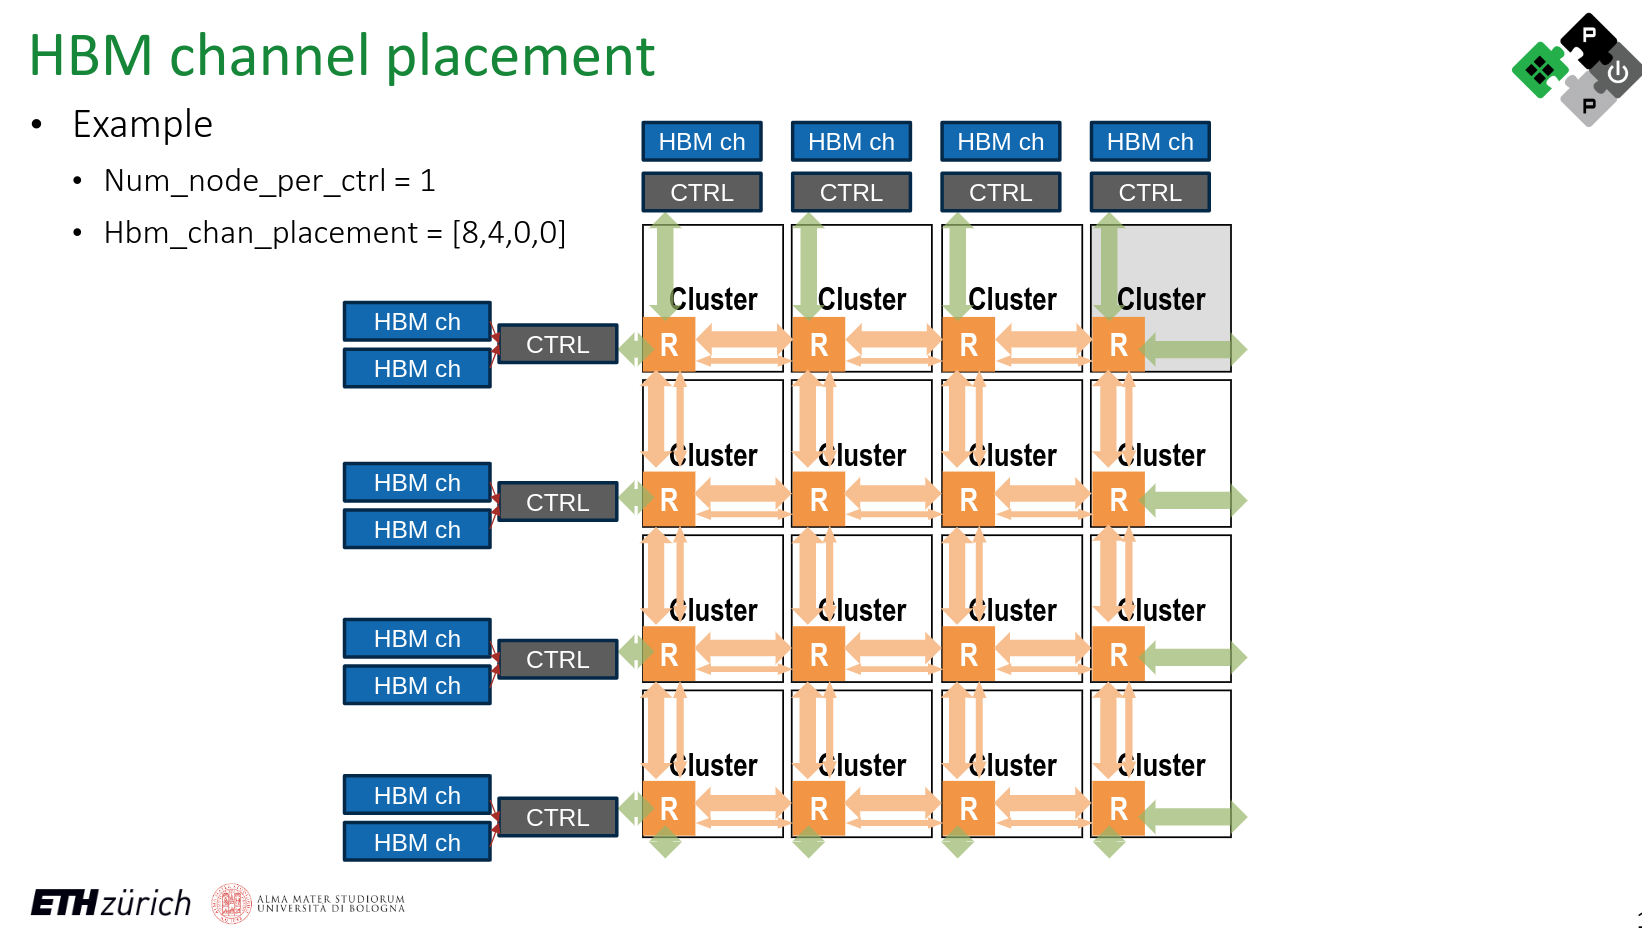 HBM channel placement
P
P
• Example
• Num_node_per_ctrl = 1
• Hbm_chan_placement = [8,4,0,0]
HBM ch HBM ch HBM ch HBM ch
CTRL CTRL CTRL CTRL
Cluster Cluster Cluster Cluster
HBM ch
CTRL R R R R
HBM ch
Cluster Cluster Cluster Cluster
HBM ch
CTRL R R R R
HBM ch
Cluster Cluster Cluster Cluster
HBM ch
CTRL R R R R
HBM ch
Cluster Cluster Cluster Cluster
HBM ch
CTRL R R R R
HBM ch
ETH zürich
ALMA MATER STUDIORUM
UNIVERSITA DI BOLOGNA